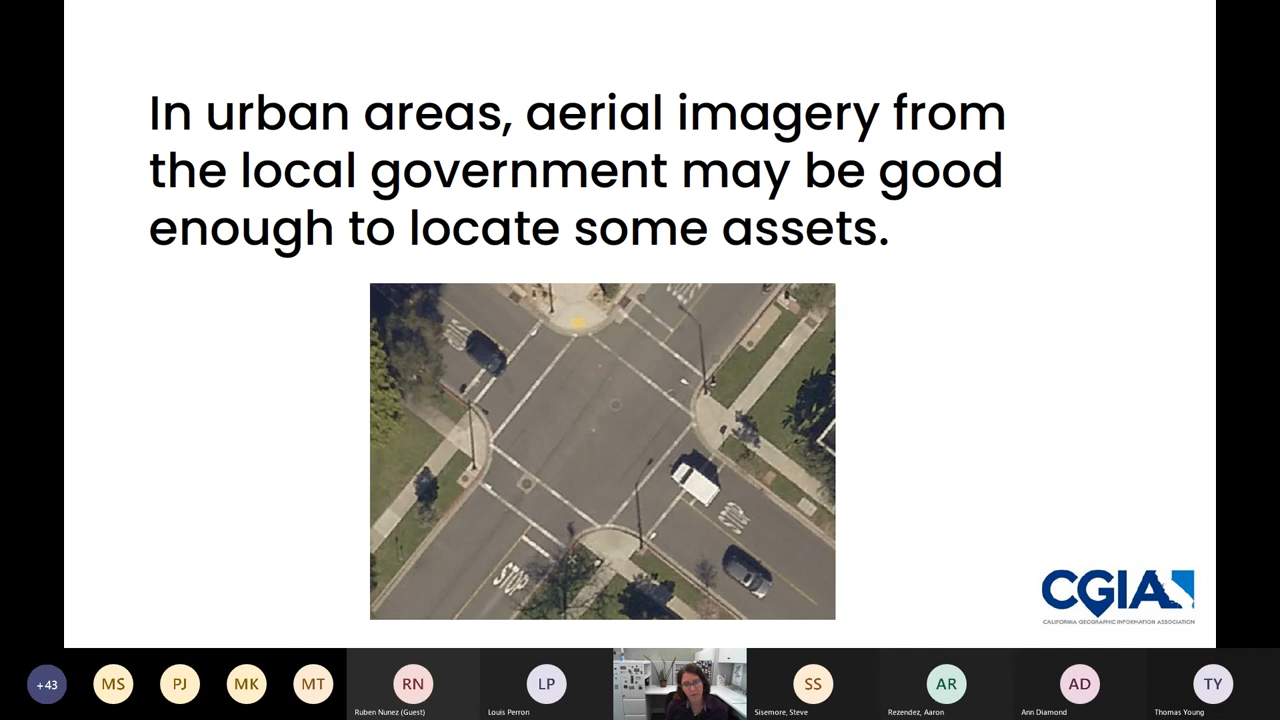 In urban areas, aerial imagery from
the local government may be good
enough to locate some assets.
STOP
STOP
CGIA
CALIFORNIA GEOGRAPHIC INFORMATION ASSOCIATION
+43
MS
PJ
MK
MT
RN
LP
SS
AR
AD
TY
Ruben Nunez (Guest)
Louis Perron
Sisemore, Steve
Rezendez, Aaron
Ann Diamond
Thomas Young